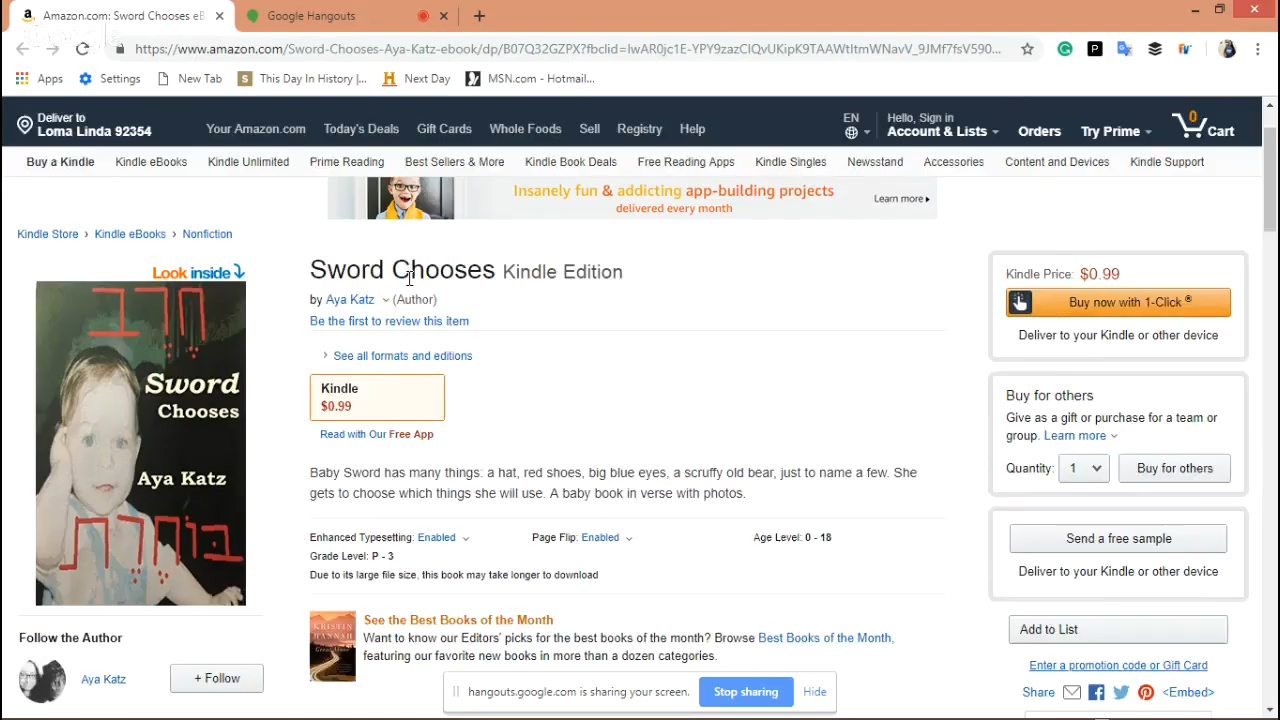 Amazon.com: Sword Chooses eB
Google Hangouts
https://www.amazon.com/Sword-Chooses-Aya-Katz-ebook/dp/B07Q32GZPX?fbclid=IwAR0jc1E-YPY9zazClQvUKipK9TAAWtItmWNavV_9JMf7fsV590...
Apps
Settings
New Tab
This Day In History |...
Next Day
MSN.com - Hotmail...
Deliver to
Loma Linda 92354
Your Amazon.com
Today's Deals
Gift Cards
Whole Foods
Sell
Registry
Help
EN
Hello, Sign in
Account & Lists
Orders
Try Prime
0
Cart
Buy a Kindle
Kindle eBooks
Kindle Unlimited
Prime Reading
Best Sellers & More
Kindle Book Deals
Free Reading Apps
Kindle Singles
Newsstand
Accessories
Content and Devices
Kindle Support
Insanely fun & addicting app-building projects
delivered every month
Learn more
Kindle Store › Kindle eBooks › Nonfiction
Look inside
חרב
Sword
Chooses
Aya Katz
בוחרת
Sword Chooses Kindle Edition
by Aya Katz (Author)
Be the first to review this item
See all formats and editions
Kindle
$0.99
Read with Our Free App
Baby Sword has many things: a hat, red shoes, big blue eyes, a scruffy old bear, just to name a few. She
gets to choose which things she will use. A baby book in verse with photos.
Enhanced Typesetting: Enabled
Page Flip: Enabled
Age Level: 0 - 18
Grade Level: P - 3
Due to its large file size, this book may take longer to download
KRISTIN
HANNAH
See the Best Books of the Month
Want to know our Editors' picks for the best books of the month? Browse Best Books of the Month,
featuring our favorite new books in more than a dozen categories.
Kindle Price: $0.99
Buy now with 1-Click ®
Deliver to your Kindle or other device
Buy for others
Give as a gift or purchase for a team or
group. Learn more
Quantity: 1
Buy for others
Send a free sample
Deliver to your Kindle or other device
Add to List
Enter a promotion code or Gift Card
Share
<Embed>
Follow the Author
Aya Katz
+ Follow
hangouts.google.com is sharing your screen.
Stop sharing
Hide